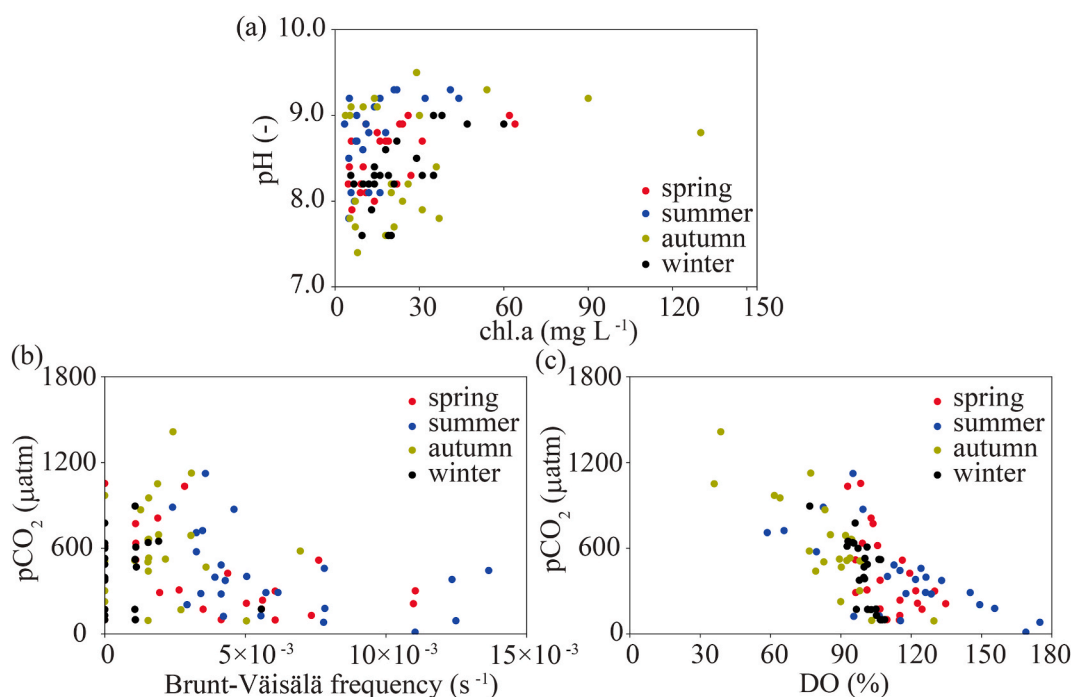 (a)
10.0
9.0
8.0
7.0
pH (-)
spring
summer
autumn
winter
0 30 60 90 120 150
chl.a (mg L⁻¹)
(b)
1800
1200
600
0
pCO₂ (μatm)
spring
summer
autumn
winter
0 5×10⁻³ 10×10⁻³ 15×10⁻³
Brunt-Väisälä frequency (s⁻¹)
(c)
1800
1200
600
0
pCO₂ (μatm)
spring
summer
autumn
winter
0 30 60 90 120 150 180
DO (%)